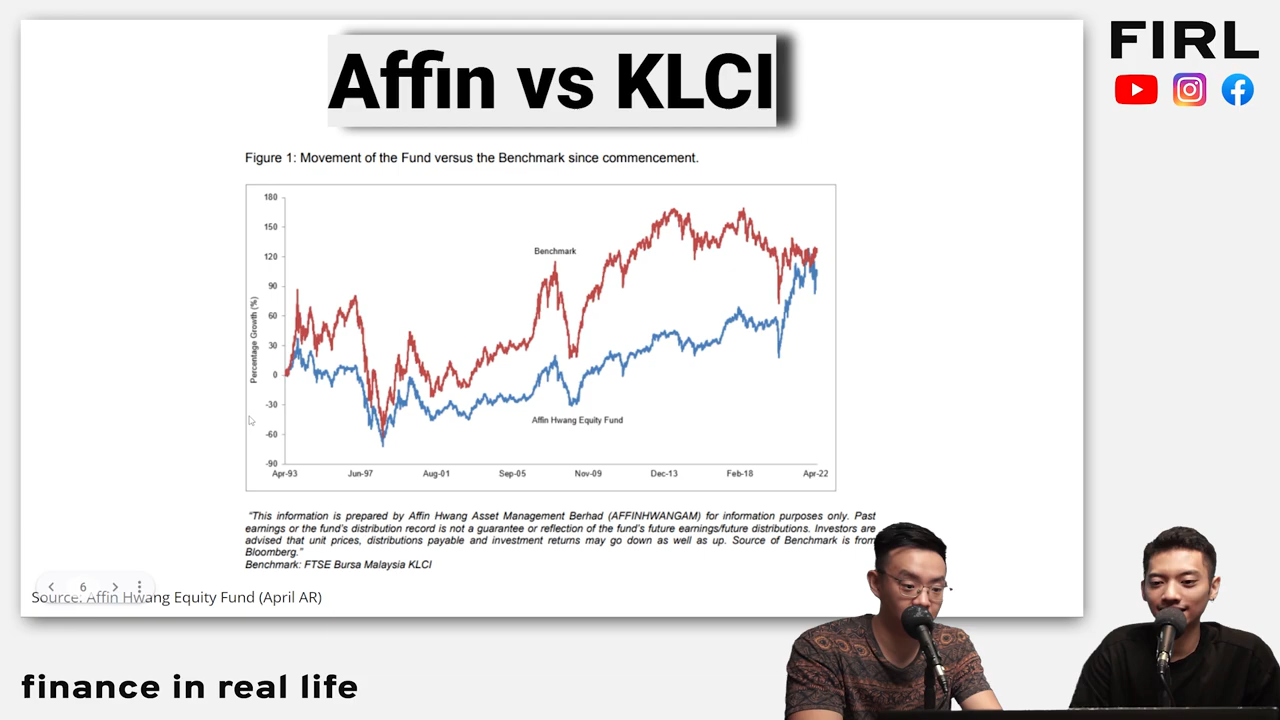 Affin vs KLCI
FIRL
Figure 1: Movement of the Fund versus the Benchmark since commencement.
180
150
120
90
60
30
0
-30
-60
-90
Percentage Growth (%)
Benchmark
Affin Hwang Equity Fund
Apr-93 Jun-97 Aug-01 Sep-05 Nov-09 Dec-13 Feb-18 Apr-22
"This information is prepared by Affin Hwang Asset Management Berhad (AFFINHWANGAM) for information purposes only. Past
earnings or the fund's distribution record is not a guarantee or reflection of the fund's future earnings/future distributions. Investors are
advised that unit prices, distributions payable and investment returns may go down as well as up. Source of Benchmark is from
Bloomberg."
Benchmark: FTSE Bursa Malaysia KLCI
6
Source: Affin Hwang Equity Fund (April AR)
finance in real life